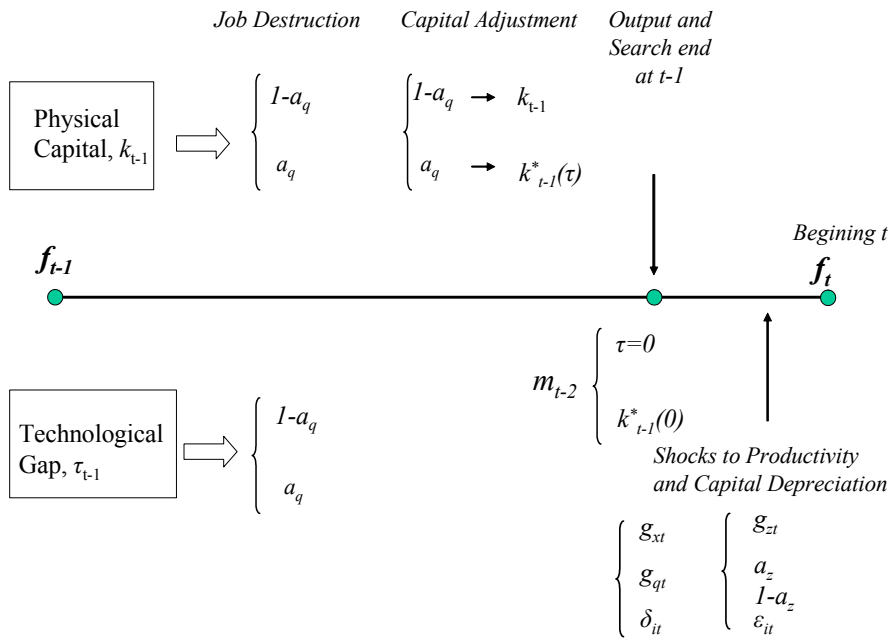 Job Destruction
Capital Adjustment
Output and
Search end
at t-1
Physical
Capital, k_{t-1}
1-a_q
a_q
1-a_q → k_{t-1}
a_q → k^*_{t-1}(τ)
Begining t
f_{t-1}
f_t
m_{t-2}
τ=0
k^*_{t-1}(0)
Technological
Gap, τ_{t-1}
1-a_q
a_q
Shocks to Productivity
and Capital Depreciation
g_{xt}
g_{qt}
δ_{it}
g_{zt}
a_z
1-a_z
ε_{it}